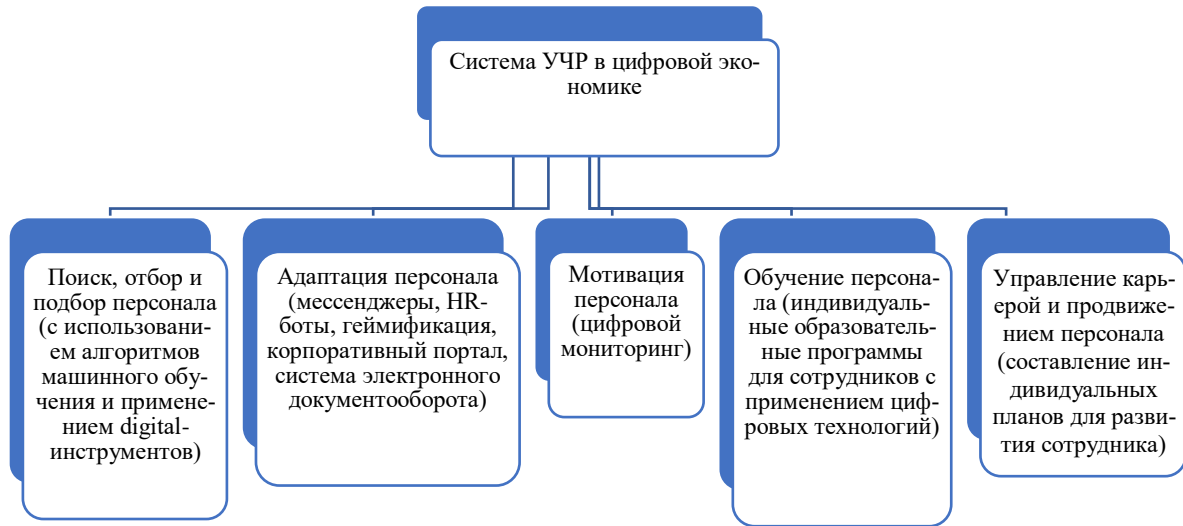 Система УЧР в цифровой эко-
номике
Поиск, отбор и
подбор персонала
(с использовани-
ем алгоритмов
машинного обу-
чения и примене-
нием digital-
инструментов)
Адаптация персонала
(мессенджеры, HR-
боты, геймификация,
корпоративный портал,
система электронного
документооборота)
Мотивация
персонала
(цифровой
мониторинг)
Обучение персона-
ла (индивидуаль-
ные образователь-
ные программы
для сотрудников с
применением циф-
ровых технологий)
Управление карь-
ерой и продвиже-
нием персонала
(составление ин-
дивидуальных
планов для разви-
тия сотрудника)